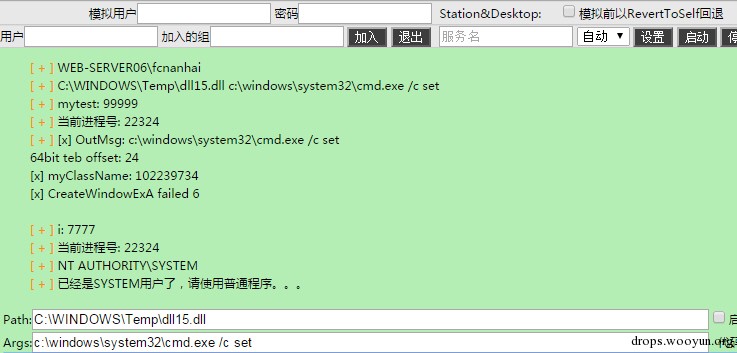 模拟用户 密码 Station&Desktop: 模拟前以RevertToSelf回退
用户 加入的组 加入 退出 服务名 自动 设置 启动
[ + ] WEB-SERVER06\fcnanhai
[ + ] C:\WINDOWS\Temp\dll15.dll c:\windows\system32\cmd.exe /c set
[ + ] mytest: 99999
[ + ] 当前进程号: 22324
[ + ] [x] OutMsg: c:\windows\system32\cmd.exe /c set
64bit teb offset: 24
[x] myClassName: 102239734
[x] CreateWindowExA failed 6
[ + ] i: 7777
[ + ] 当前进程号: 22324
[ + ] NT AUTHORITY\SYSTEM
[ + ] 已经是SYSTEM用户了，请使用普通程序。。。
Path: C:\WINDOWS\Temp\dll15.dll
Args: c:\windows\system32\cmd.exe /c set
drops.wooyun.org